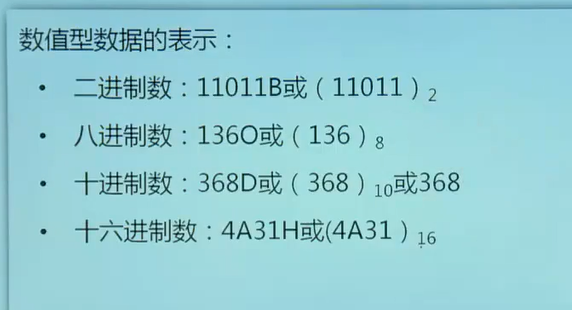 数值型数据的表示：
• 二进制数：11011B或（11011）2
• 八进制数：136O或（136）8
• 十进制数：368D或（368）10或368
• 十六进制数：4A31H或(4A31）16